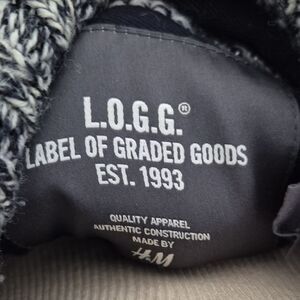 L.O.G.G.®
LABEL OF GRADED GOODS
EST. 1993
QUALITY APPAREL
AUTHENTIC CONSTRUCTION
MADE BY
H&M